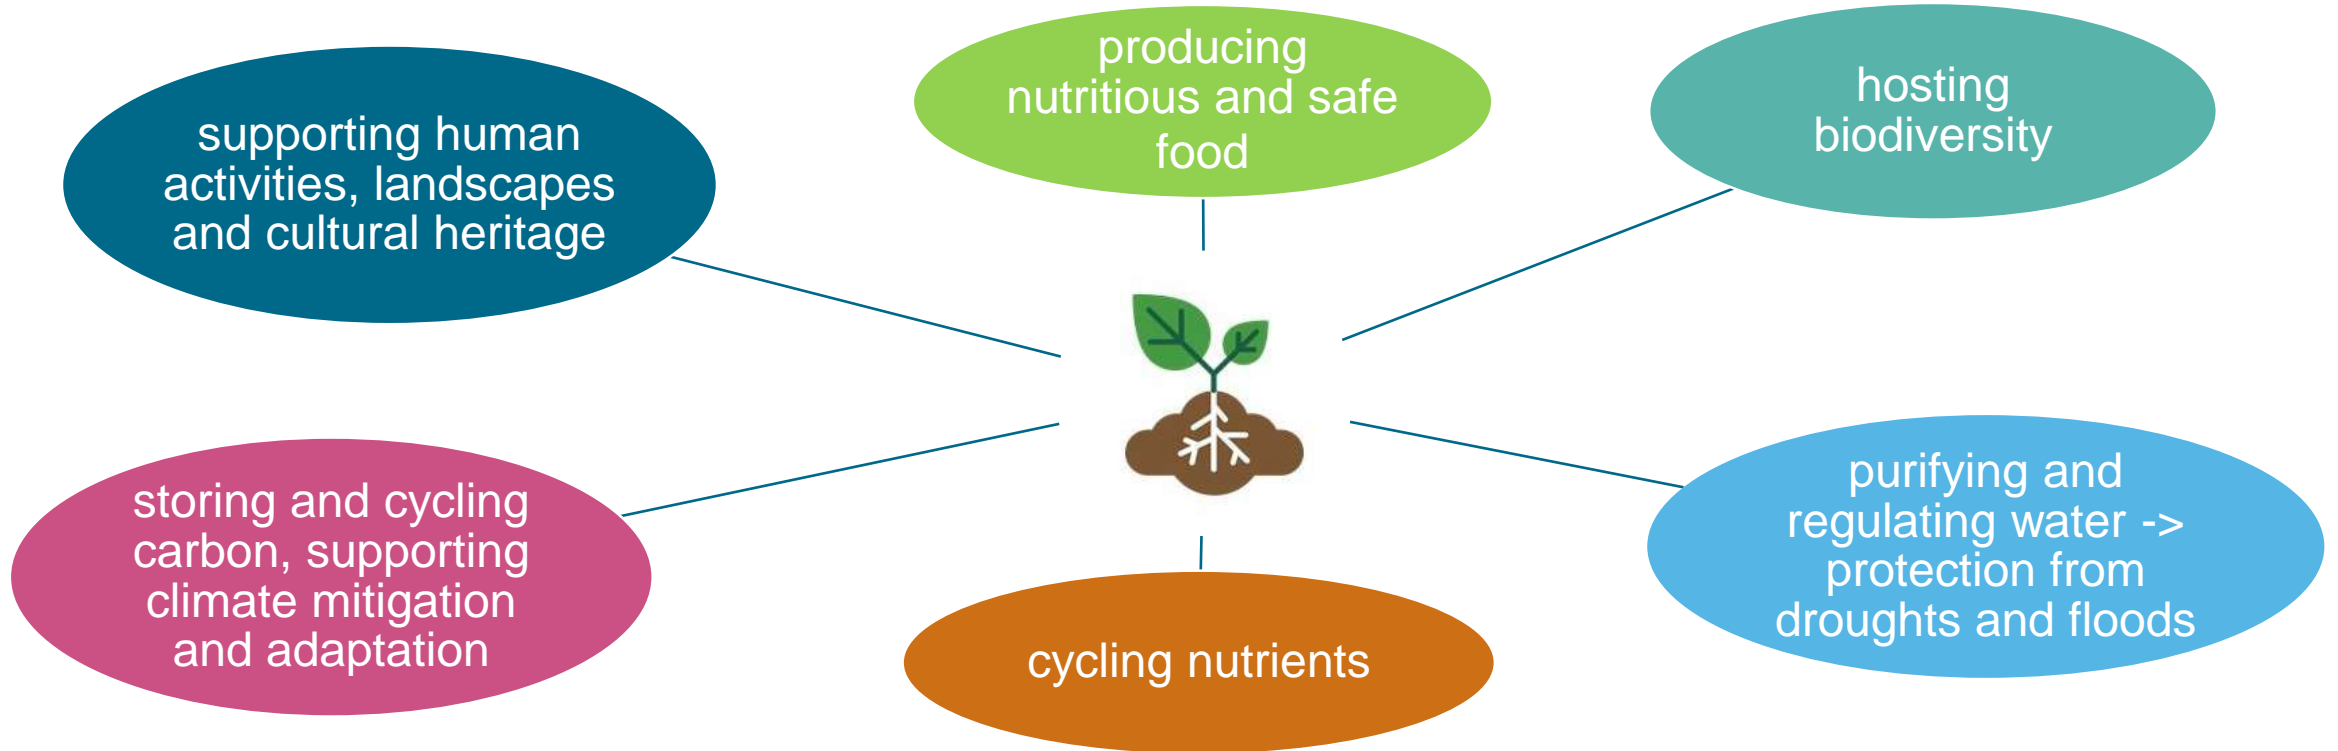 supporting human
activities, landscapes
and cultural heritage
producing
nutritious and safe
food
hosting
biodiversity
storing and cycling
carbon, supporting
climate mitigation
and adaptation
cycling nutrients
purifying and
regulating water ->
protection from
droughts and floods